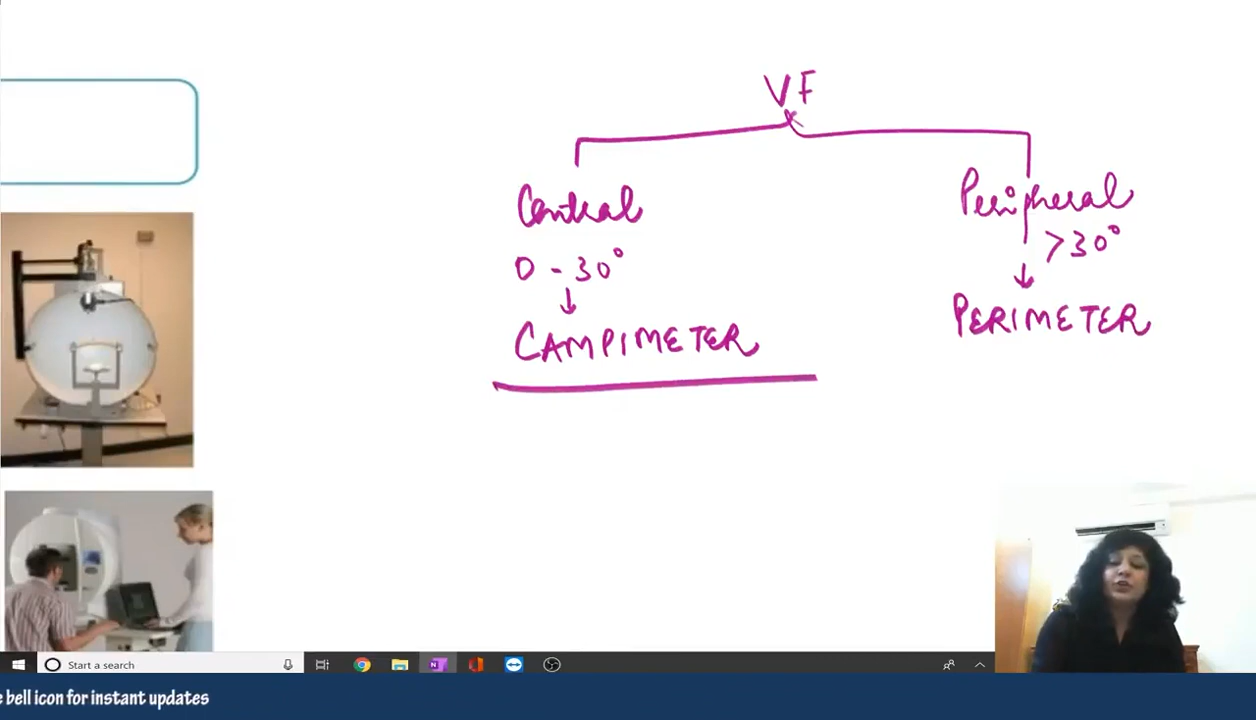 VF
Central
0 - 30°
CAMPIMETER
Peripheral
>30°
PERIMETER
Start a search
e bell icon for instant updates